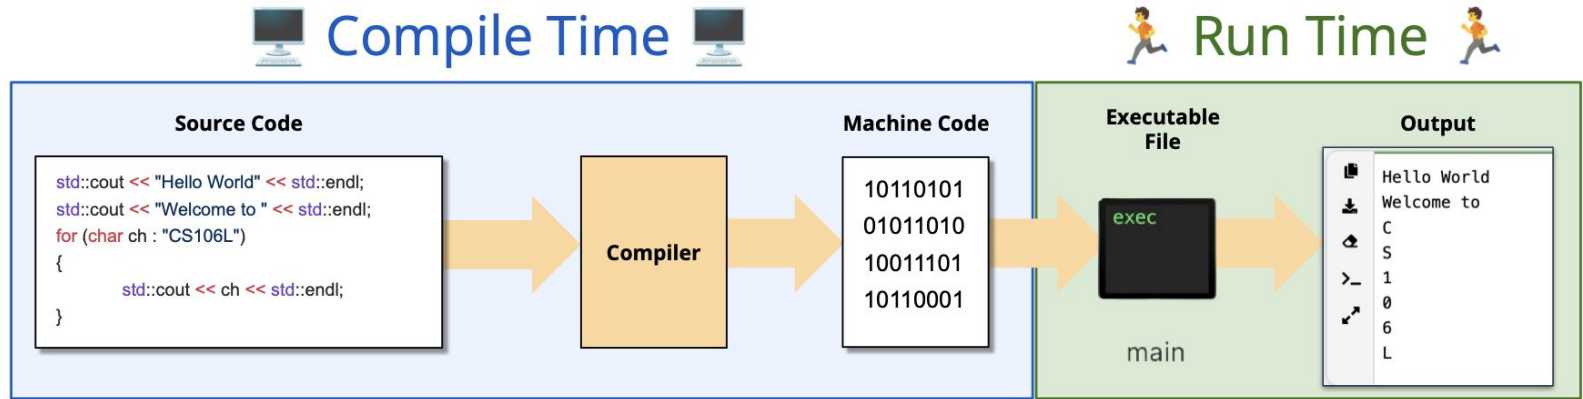 Compile Time
Run Time
Source Code
std::cout << "Hello World" << std::endl;
std::cout << "Welcome to " << std::endl;
for (char ch : "CS106L")
{
std::cout << ch << std::endl;
}
Compiler
Machine Code
10110101
01011010
10011101
10110001
Executable
File
exec
main
Output
Hello World
Welcome to
C
S
1
0
6
L